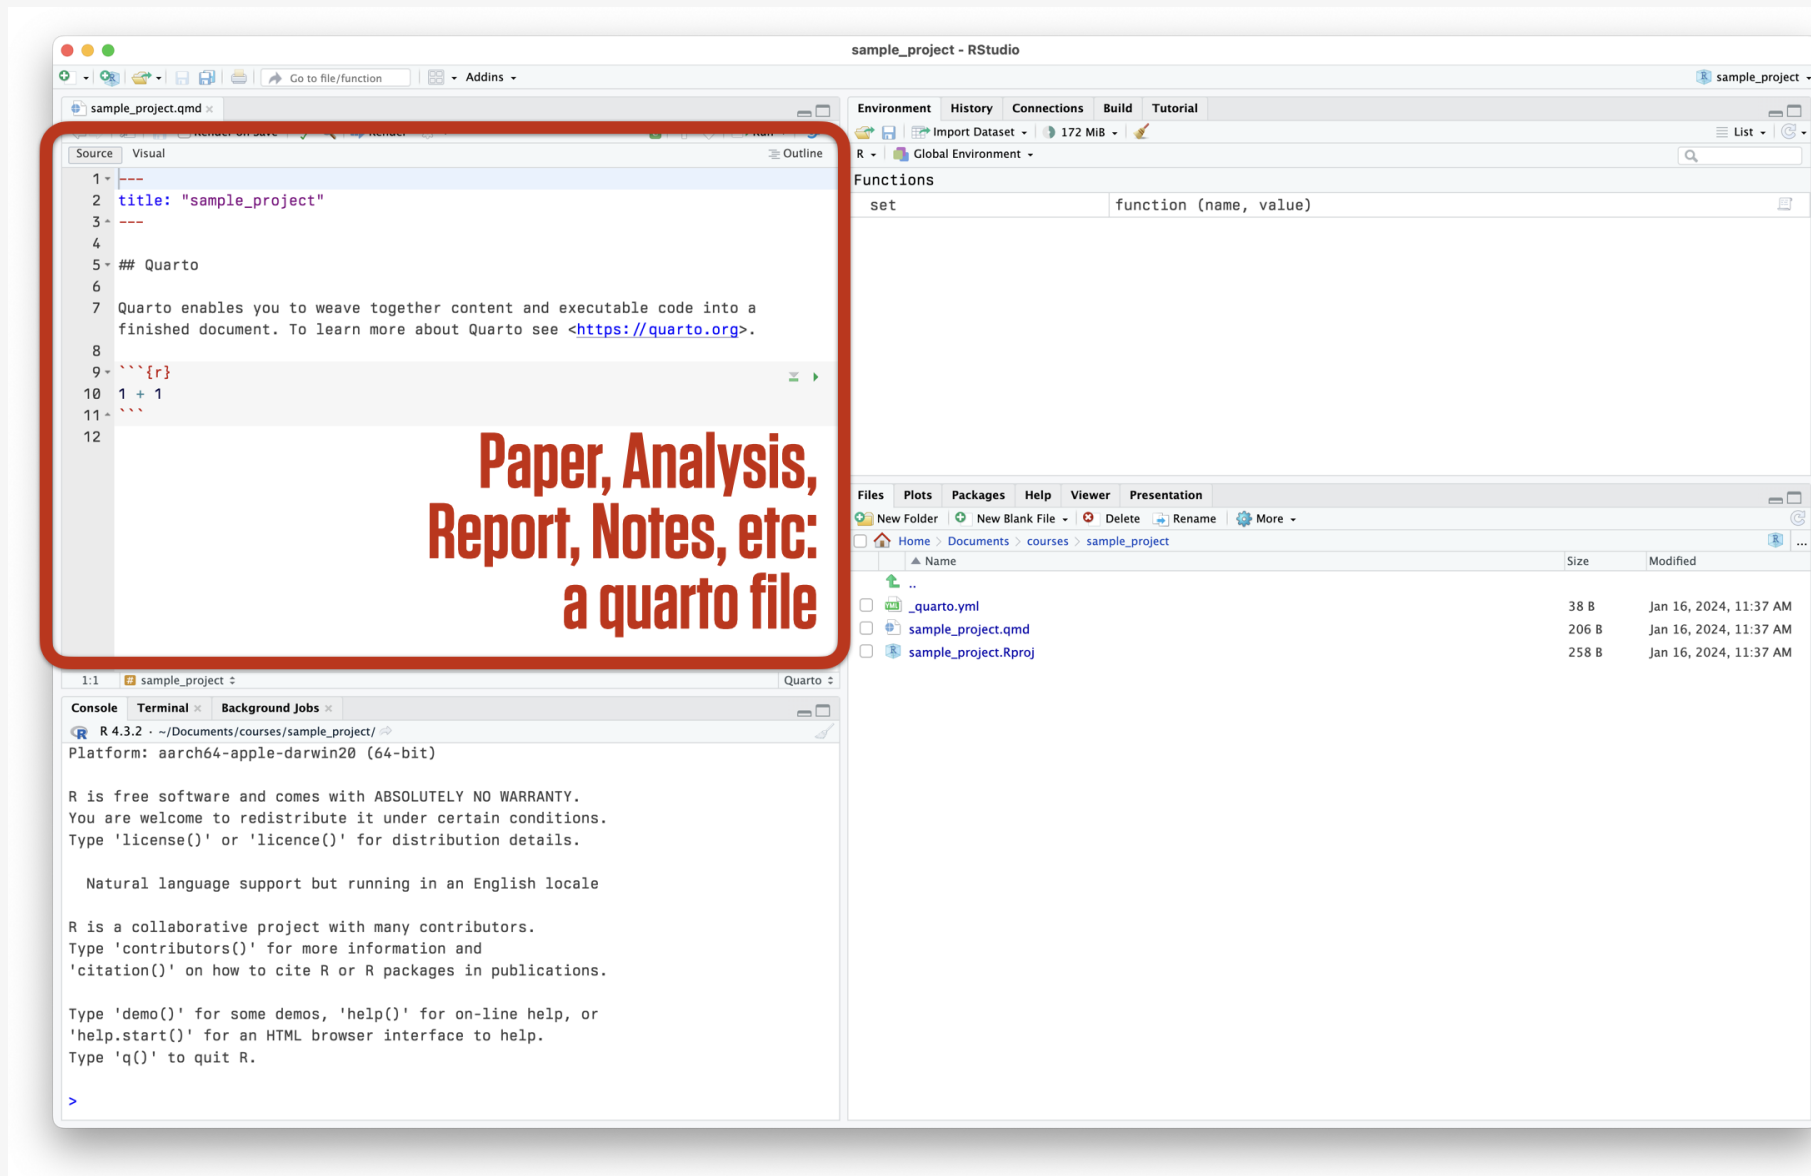 sample_project - RStudio
Go to file/function
Addins
sample_project
sample_project.qmd
Render on Save
Render
Run
Source Visual
Outline
1 ---
2 title: "sample_project"
3 ---
4
5 ## Quarto
6
7 Quarto enables you to weave together content and executable code into a
finished document. To learn more about Quarto see <https://quarto.org>.
8
9 ```{r}
10 1 + 1
11 ```
12
Paper, Analysis,
Report, Notes, etc:
a quarto file
1:1 # sample_project
Quarto
Console Terminal Background Jobs
R 4.3.2 · ~/Documents/courses/sample_project/
Platform: aarch64-apple-darwin20 (64-bit)
R is free software and comes with ABSOLUTELY NO WARRANTY.
You are welcome to redistribute it under certain conditions.
Type 'license()' or 'licence()' for distribution details.
Natural language support but running in an English locale
R is a collaborative project with many contributors.
Type 'contributors()' for more information and
'citation()' on how to cite R or R packages in publications.
Type 'demo()' for some demos, 'help()' for on-line help, or
'help.start()' for an HTML browser interface to help.
Type 'q()' to quit R.
>
Environment History Connections Build Tutorial
Import Dataset 172 MiB List
R Global Environment
Functions
set function (name, value)
Files Plots Packages Help Viewer Presentation
New Folder New Blank File Delete Rename More
Home > Documents > courses > sample_project ...
Name Size Modified
..
_quarto.yml 38 B Jan 16, 2024, 11:37 AM
sample_project.qmd 206 B Jan 16, 2024, 11:37 AM
sample_project.Rproj 258 B Jan 16, 2024, 11:37 AM